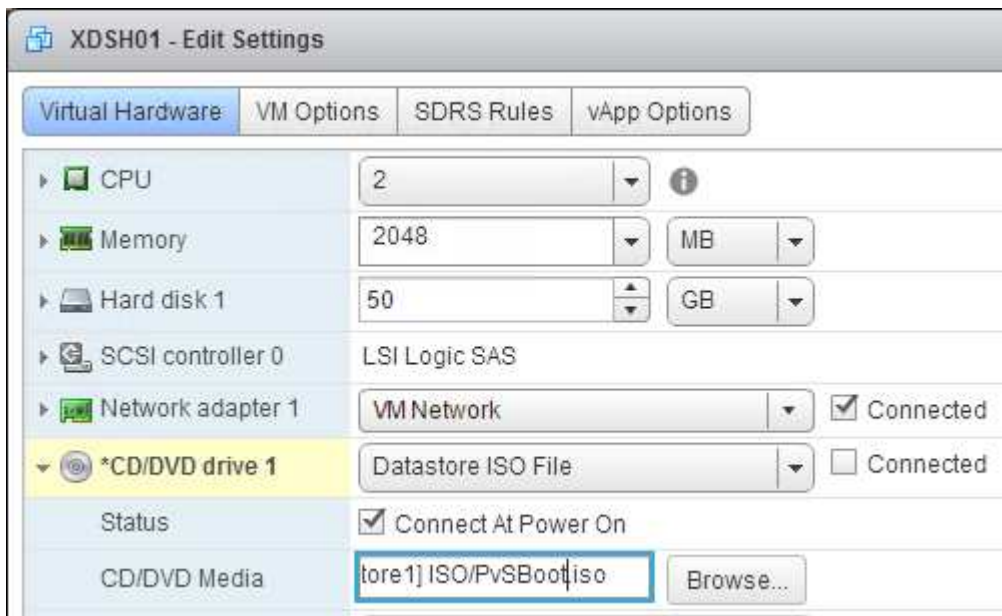 XDSH01 - Edit Settings
Virtual Hardware VM Options SDRS Rules vApp Options
CPU 2
Memory 2048 MB
Hard disk 1 50 GB
SCSI controller 0 LSI Logic SAS
Network adapter 1 VM Network Connected
*CD/DVD drive 1 Datastore ISO File Connected
Status Connect At Power On
CD/DVD Media tore1] ISO/PvSBoot.iso Browse...